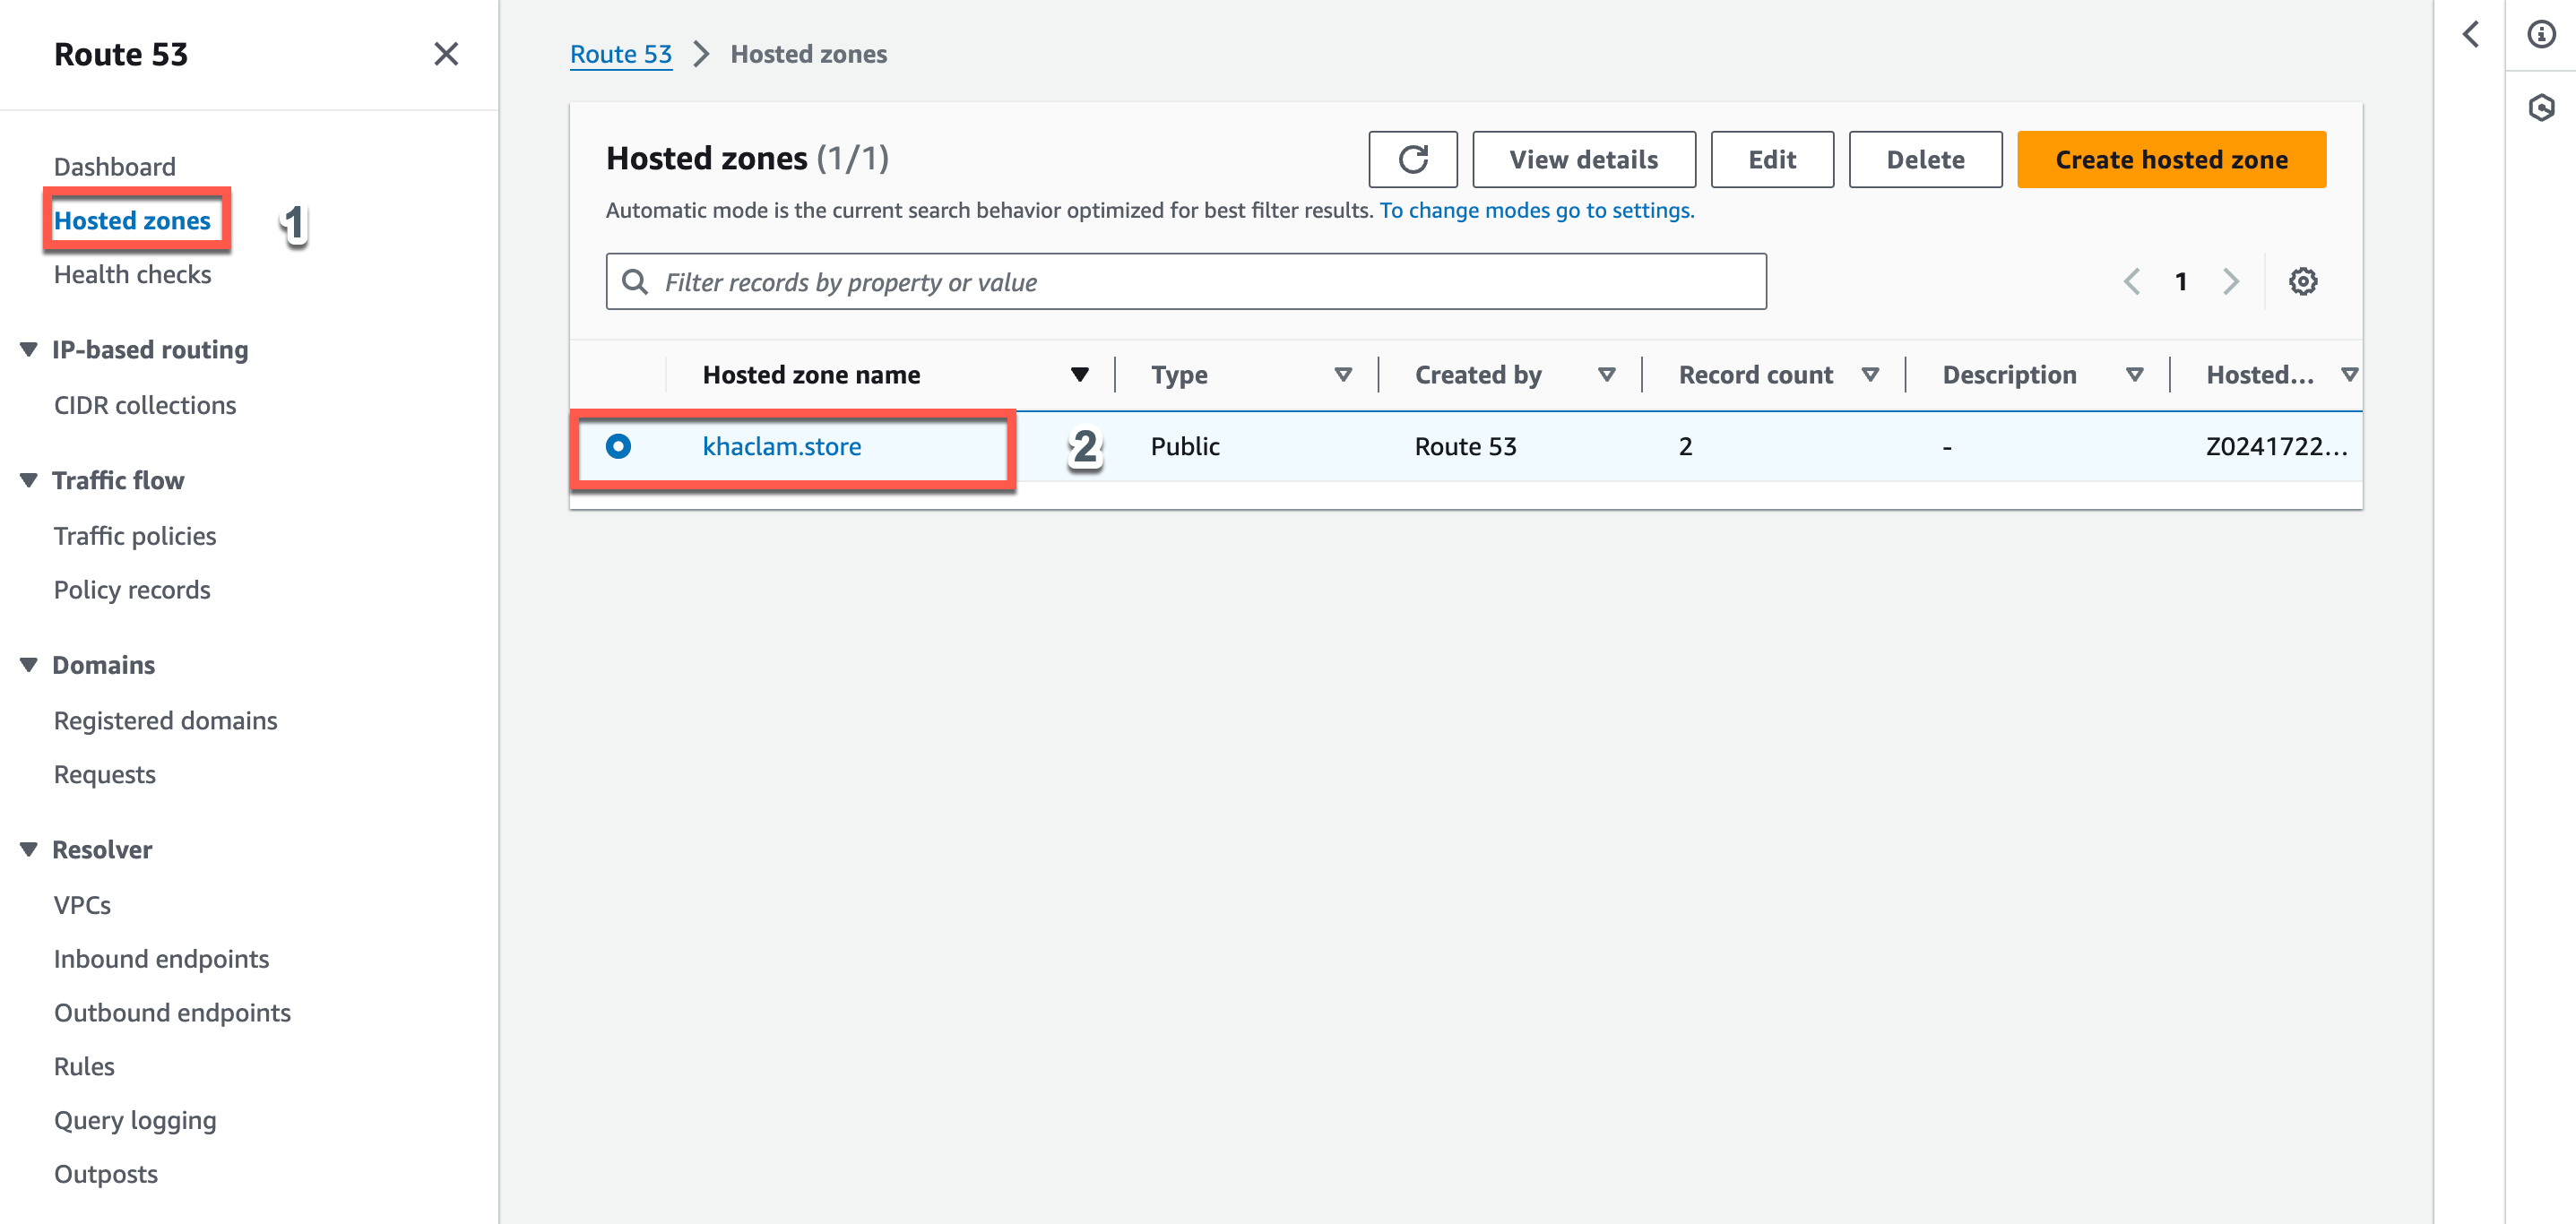 Route 53
Dashboard
Hosted zones
1
Health checks
IP-based routing
CIDR collections
Traffic flow
Traffic policies
Policy records
Domains
Registered domains
Requests
Resolver
VPCs
Inbound endpoints
Outbound endpoints
Rules
Query logging
Outposts
Route 53 > Hosted zones
Hosted zones (1/1)
View details
Edit
Delete
Create hosted zone
Automatic mode is the current search behavior optimized for best filter results. To change modes go to settings.
Filter records by property or value
1
Hosted zone name Type Created by Record count Description Hosted...
khaclam.store 2 Public Route 53 2 - Z0241722...